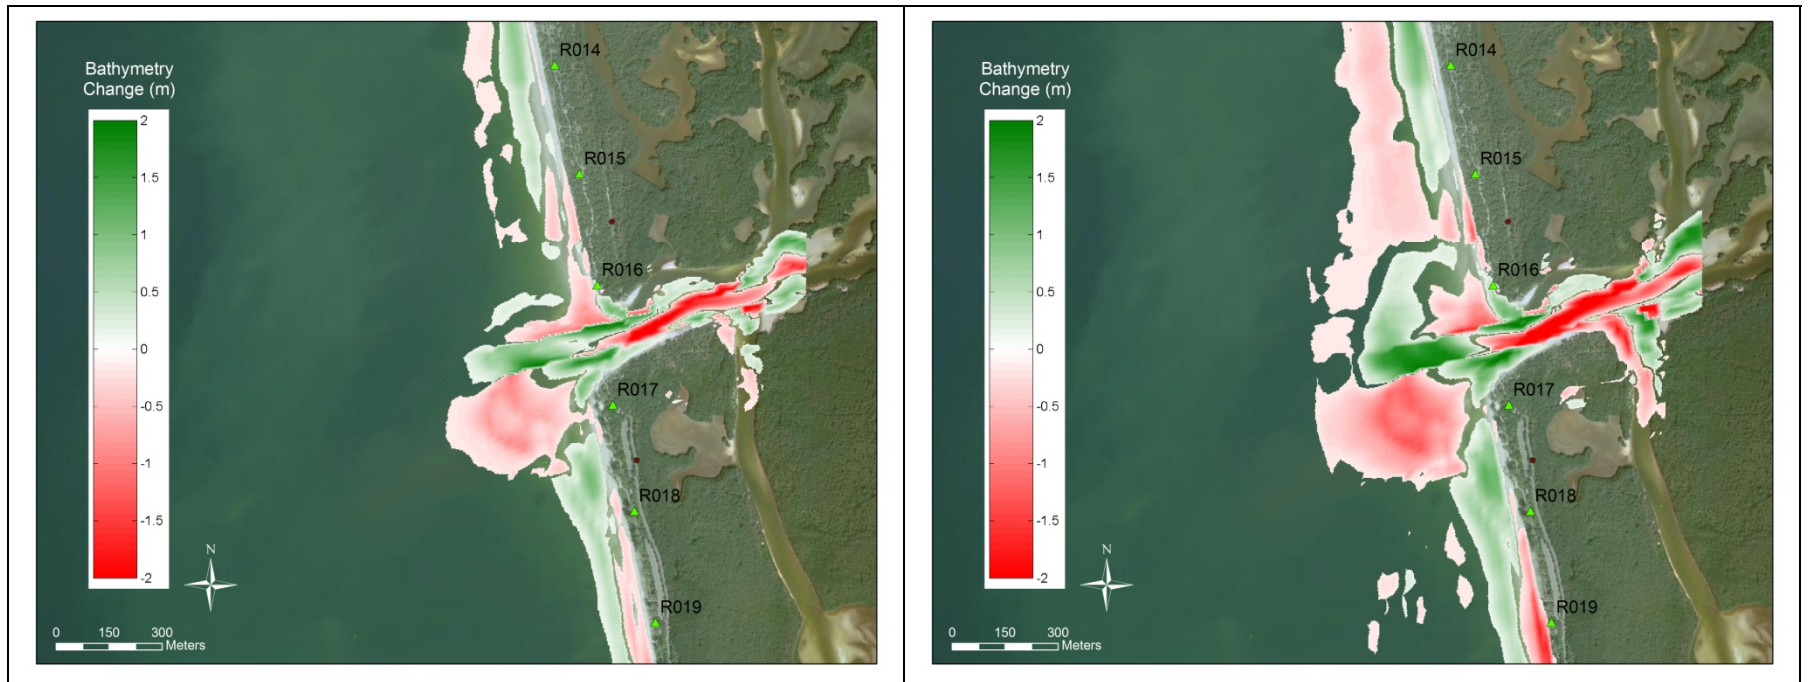 Bathymetry
Change (m)
2
1.5
1
0.5
0
-0.5
-1
-1.5
-2
N
0 150 300
Meters
R014
R015
R016
R017
R018
R019
Bathymetry
Change (m)
2
1.5
1
0.5
0
-0.5
-1
-1.5
-2
N
0 150 300
Meters
R014
R015
R016
R017
R018
R019